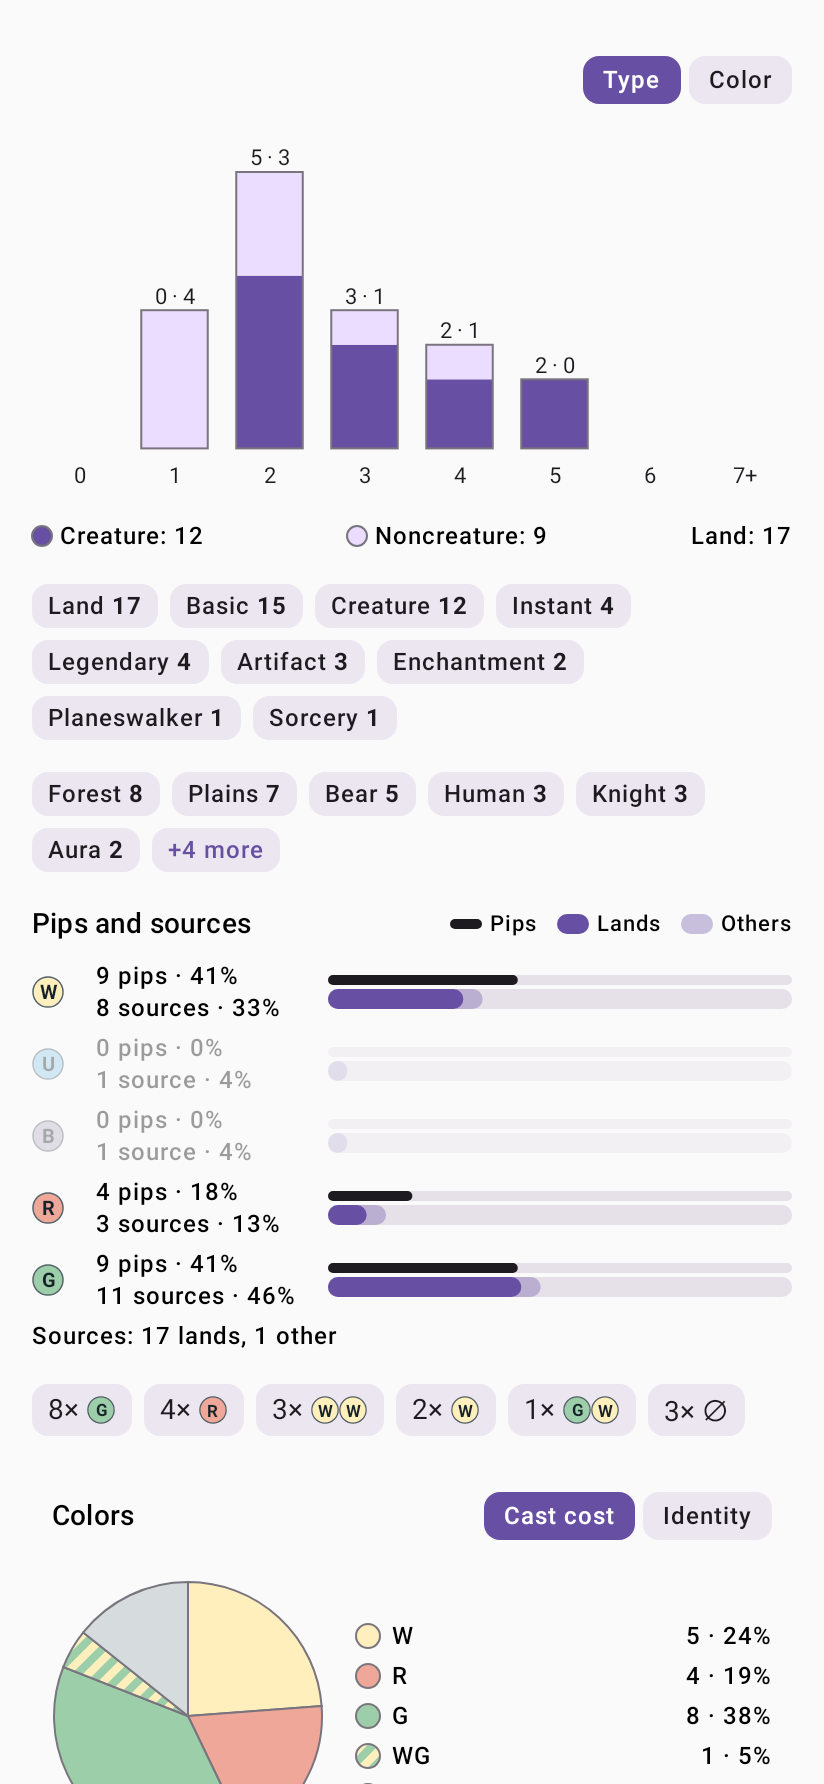 Type Color
5 · 3
0 · 4
3 · 1
2 · 1
2 · 0
0 1 2 3 4 5 6 7+
Creature: 12 Noncreature: 9 Land: 17
Land 17 Basic 15 Creature 12 Instant 4
Legendary 4 Artifact 3 Enchantment 2
Planeswalker 1 Sorcery 1
Forest 8 Plains 7 Bear 5 Human 3 Knight 3
Aura 2 +4 more
Pips and sources Pips Lands Others
W 9 pips · 41%
8 sources · 33%
U 0 pips · 0%
1 source · 4%
B 0 pips · 0%
1 source · 4%
R 4 pips · 18%
3 sources · 13%
G 9 pips · 41%
11 sources · 46%
Sources: 17 lands, 1 other
8× G 4× R 3× W W 2× W 1× G W 3× ∅
Colors Cast cost Identity
W 5 · 24%
R 4 · 19%
G 8 · 38%
WG 1 · 5%